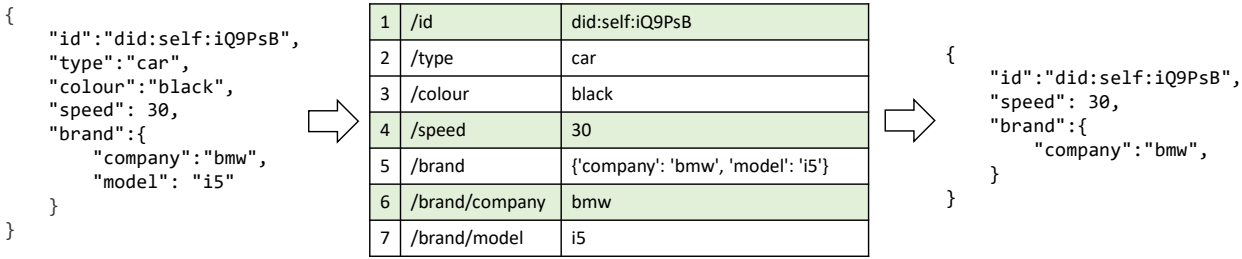 {
    "id":"did:self:iQ9PsB",
    "type":"car",
    "colour":"black",
    "speed": 30,
    "brand":{
        "company":"bmw",
        "model": "i5"
    }
}
1 /id did:self:iQ9PsB
2 /type car
3 /colour black
4 /speed 30
5 /brand {'company': 'bmw', 'model': 'i5'}
6 /brand/company bmw
7 /brand/model i5
{
    "id":"did:self:iQ9PsB",
    "speed": 30,
    "brand":{
        "company":"bmw",
    }
}